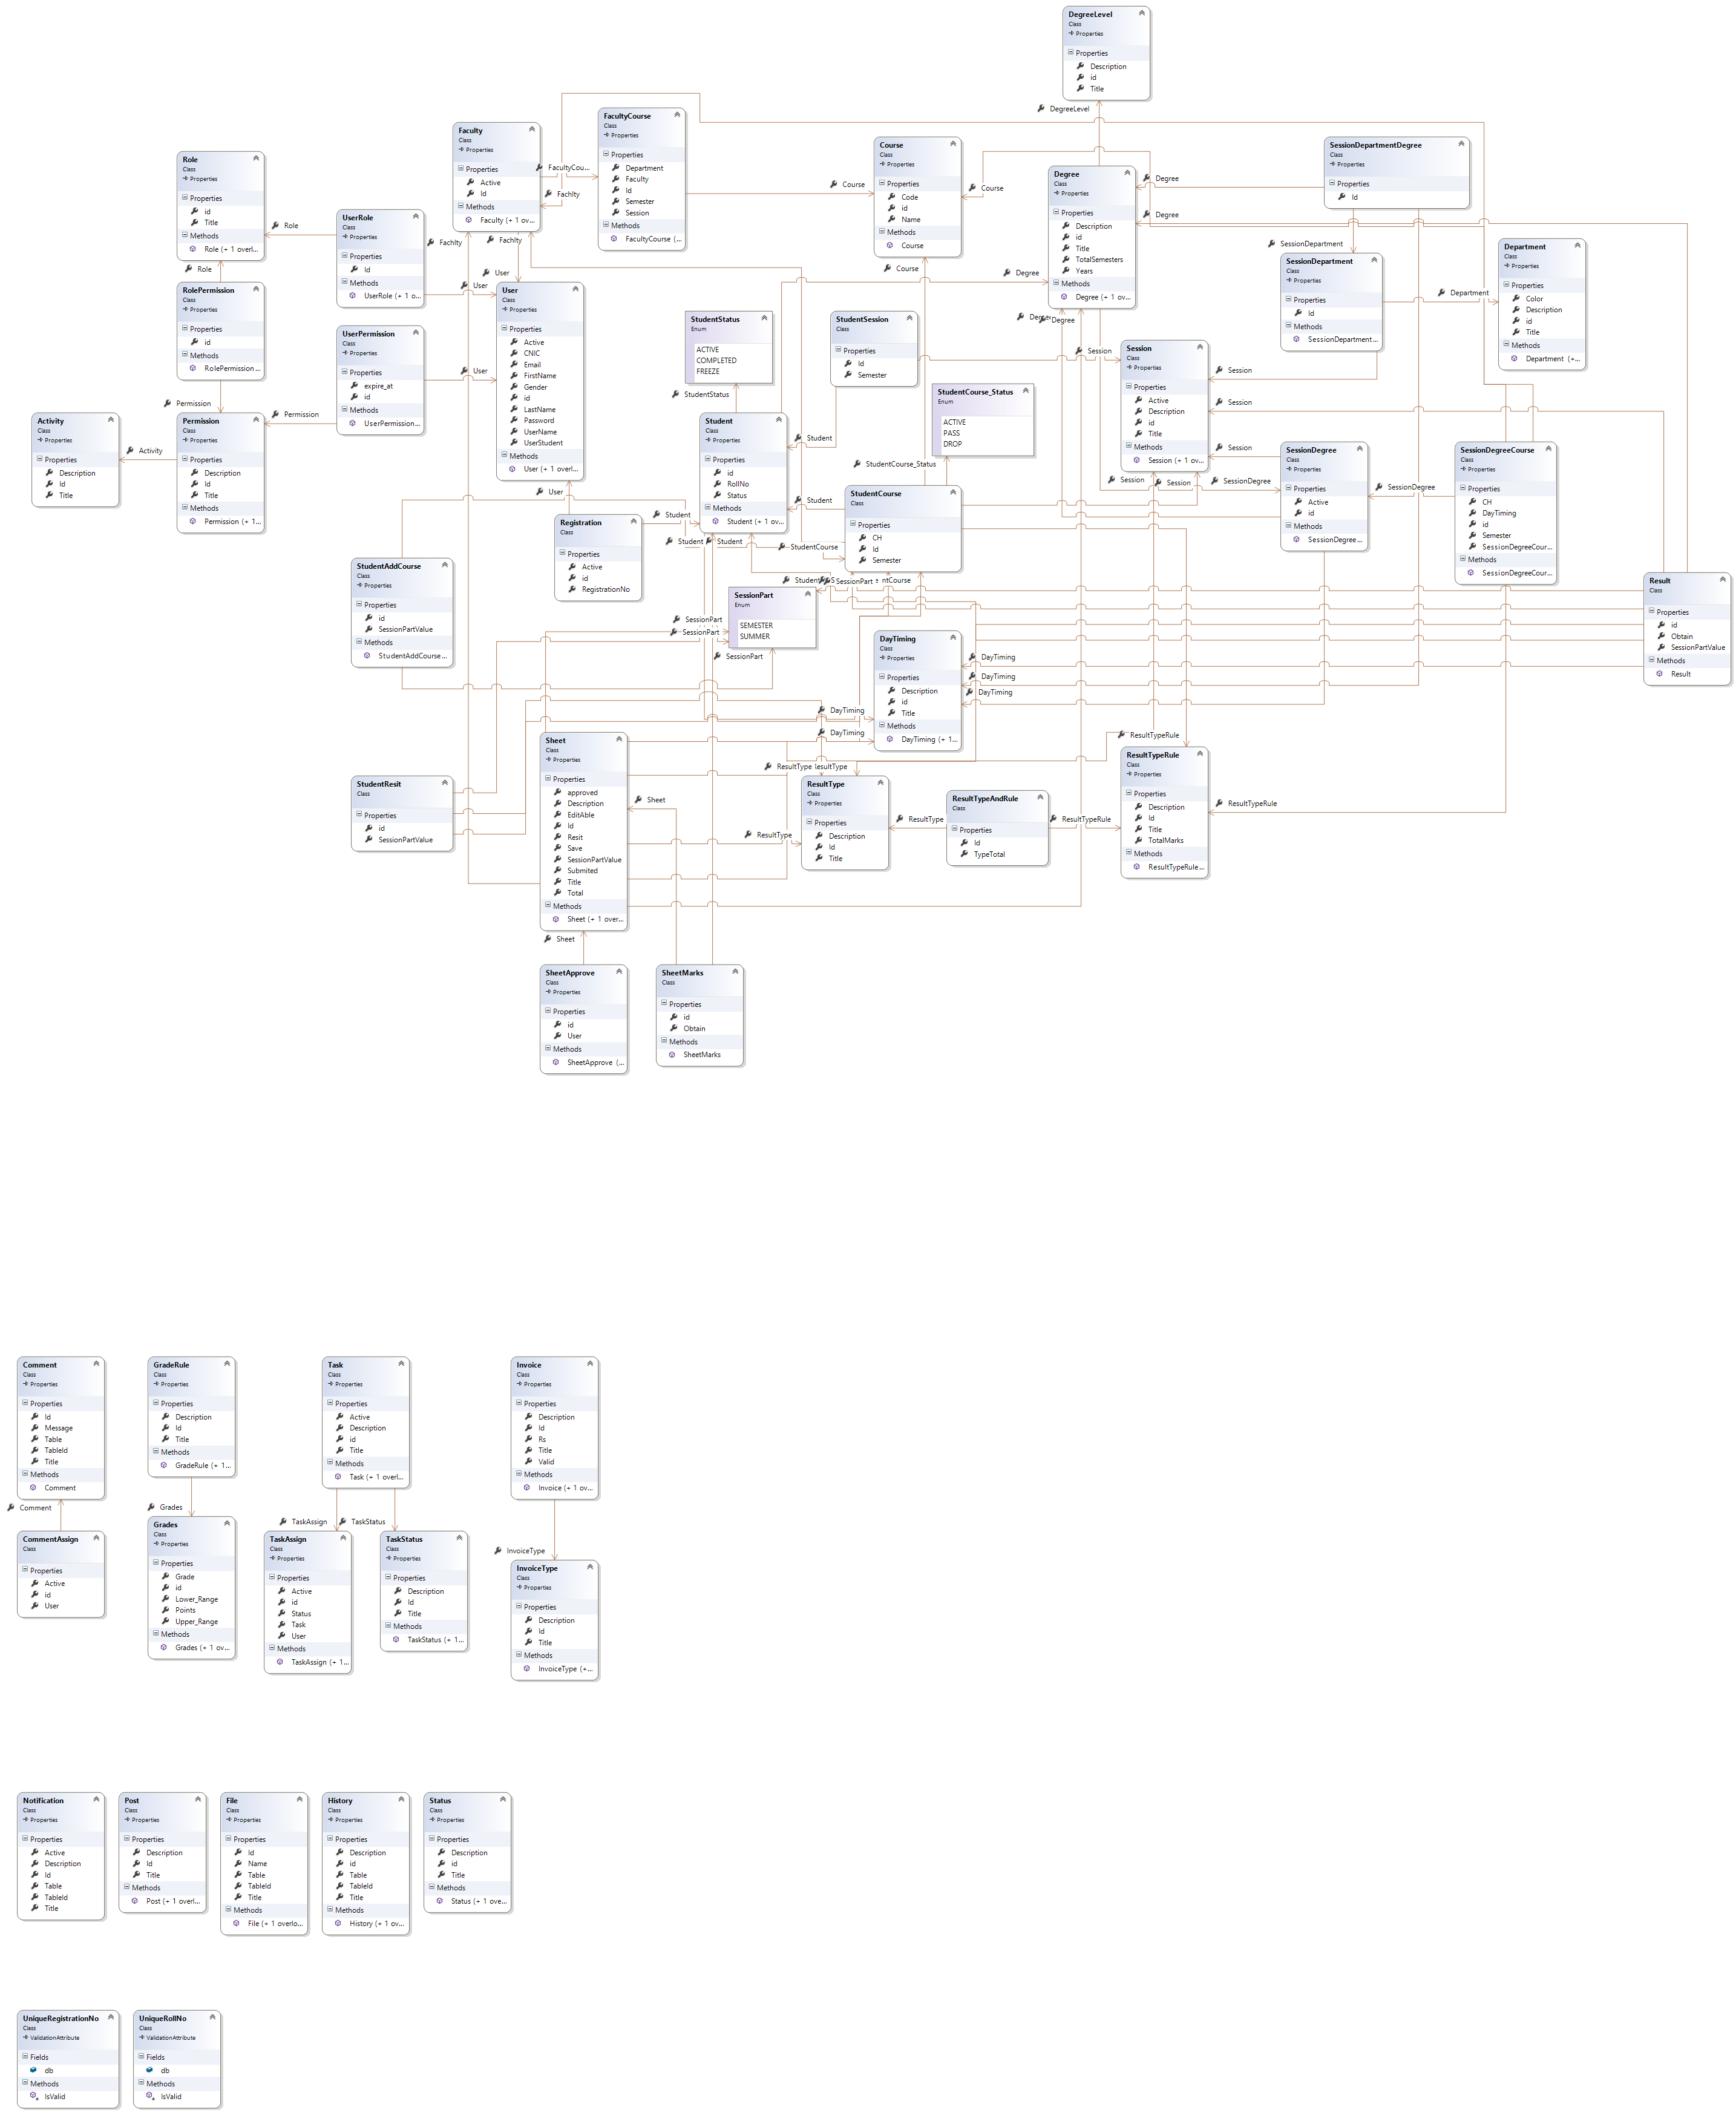 DegreeLevel
Class
Properties
Properties
Description
id
Title
DegreeLevel
Faculty
Class
Properties
Properties
Active
Id
Methods
Faculty (+ 1 ov...
FacultyCou...
FacultyCourse
Class
Properties
Properties
Department
Faculty
Id
Semester
Session
Methods
FacultyCourse (...
Course
Course
Class
Properties
Properties
Code
id
Name
Methods
Course
Course
Course
Degree
Class
Properties
Properties
Description
id
Title
TotalSemesters
Years
Methods
Degree (+ 1 ov...
Degree
Degree
Degree
Degree
SessionDepartmentDegree
Class
Properties
Properties
Id
SessionDepartment
SessionDepartment
Class
Properties
Properties
Id
Methods
SessionDepartment...
Department
Department
Class
Properties
Properties
Color
Description
id
Title
Methods
Department (+...
Role
Class
Properties
Properties
id
Title
Methods
Role (+ 1 overl...
Role
Role
UserRole
Class
Properties
Properties
Id
Methods
UserRole (+ 1 o...
User
User
RolePermission
Class
Properties
Properties
id
Methods
RolePermission...
Permission
UserPermission
Class
Properties
Properties
expire_at
id
Methods
UserPermission...
User
Permission
User
Class
Properties
Properties
Active
CNIC
Email
FirstName
Gender
id
LastName
Password
UserName
UserStudent
Methods
User (+ 1 overl...
User
StudentStatus
Enum
ACTIVE
COMPLETED
FREEZE
StudentStatus
StudentSession
Class
Properties
Id
Semester
Session
Session
Class
Properties
Properties
Active
Description
id
Title
Methods
Session (+ 1 ov...
Session
Session
Session
Session
Session
StudentCourse_Status
Enum
ACTIVE
PASS
DROP
StudentCourse_Status
Activity
Class
Properties
Properties
Description
Id
Title
Activity
Permission
Class
Properties
Properties
Description
Id
Title
Methods
Permission (+ 1...
Student
Class
Properties
Properties
id
RollNo
Status
Methods
Student (+ 1 ov...
Student
Student
Student
Student
Student
SessionDegree
SessionDegree
Class
Properties
Properties
Active
id
Methods
SessionDegree...
SessionDegree
SessionDegreeCourse
Class
Properties
Properties
CH
DayTiming
id
Semester
SessionDegreeCour...
Methods
SessionDegreeCour...
StudentCourse
Class
Properties
CH
Id
Semester
StudentCourse
Registration
Class
Properties
Active
id
RegistrationNo
StudentAddCourse
Class
Properties
Properties
id
SessionPartValue
Methods
StudentAddCourse...
SessionPart
Enum
SEMESTER
SUMMER
SessionPart
SessionPart
SessionPart
SessionPart
Result
Class
Properties
id
Obtain
SessionPartValue
Methods
Result
DayTiming
Class
Properties
Properties
Description
id
Title
Methods
DayTiming (+ 1...
DayTiming
DayTiming
DayTiming
DayTiming
DayTiming
Sheet
Class
Properties
Properties
approved
Description
EditAble
Id
Resit
Save
SessionPartValue
Submited
Title
Total
Methods
Sheet (+ 1 over...
Sheet
Sheet
StudentResit
Class
Properties
id
SessionPartValue
ResultType
ResultType
ResultType
Class
Properties
Properties
Description
Id
Title
ResultType
ResultTypeAndRule
Class
Properties
Id
TypeTotal
ResultTypeRule
ResultTypeRule
ResultTypeRule
Class
Properties
Properties
Description
Id
Title
TotalMarks
Methods
ResultTypeRule...
ResultTypeRule
SheetApprove
Class
Properties
Properties
id
User
Methods
SheetApprove (...
SheetMarks
Class
Properties
id
Obtain
Methods
SheetMarks
Comment
Class
Properties
Properties
Id
Message
Table
TableId
Title
Methods
Comment
Comment
CommentAssign
Class
Properties
Active
id
User
GradeRule
Class
Properties
Properties
Description
Id
Title
Methods
GradeRule (+ 1...
Grades
Grades
Class
Properties
Properties
Grade
id
Lower_Range
Points
Upper_Range
Methods
Grades (+ 1 ov...
Task
Class
Properties
Properties
Active
Description
id
Title
Methods
Task (+ 1 overl...
TaskAssign
TaskStatus
TaskAssign
Class
Properties
Properties
Active
id
Status
Task
User
Methods
TaskAssign (+ 1...
TaskStatus
Class
Properties
Properties
Description
Id
Title
Methods
TaskStatus (+ 1...
Invoice
Class
Properties
Properties
Description
Id
Rs
Title
Valid
Methods
Invoice (+ 1 ov...
InvoiceType
InvoiceType
Class
Properties
Properties
Description
Id
Title
Methods
InvoiceType (+...
Notification
Class
Properties
Properties
Active
Description
Id
Table
TableId
Title
Post
Class
Properties
Properties
Description
Id
Title
Methods
Post (+ 1 overl...
File
Class
Properties
Properties
Id
Name
Table
TableId
Title
Methods
File (+ 1 overlo...
History
Class
Properties
Properties
Description
id
Table
TableId
Title
Methods
History (+ 1 ov...
Status
Class
Properties
Properties
Description
id
Title
Methods
Status (+ 1 ove...
UniqueRegistrationNo
Class
ValidationAttribute
Fields
db
Methods
IsValid
UniqueRollNo
Class
ValidationAttribute
Fields
db
Methods
IsValid